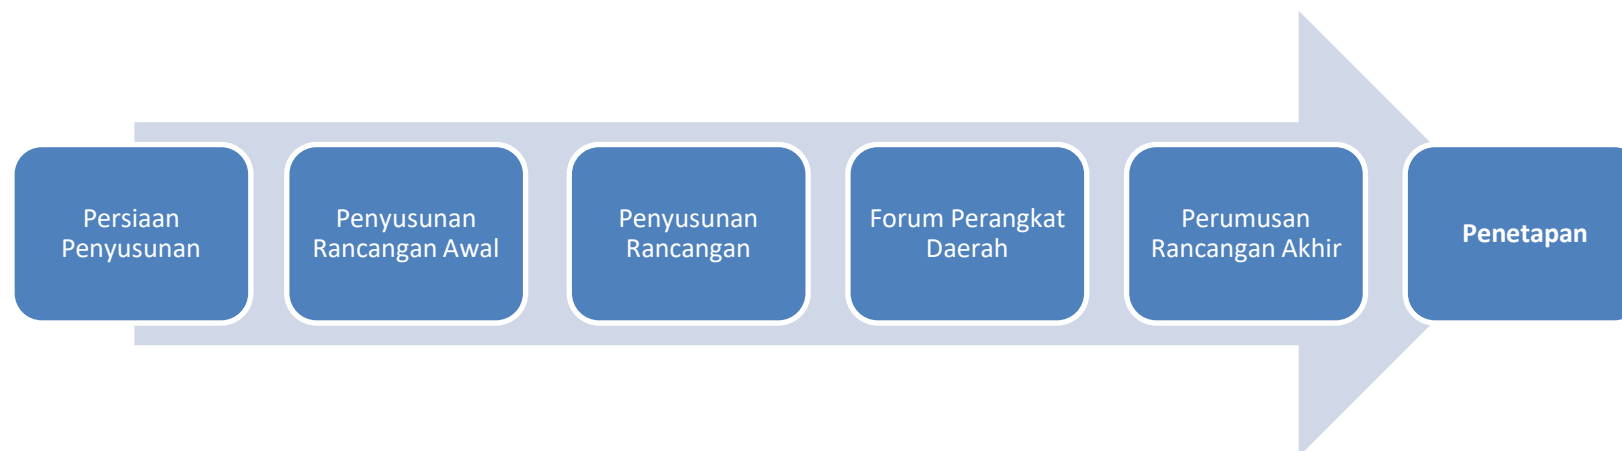 Persiaan
Penyusunan
Penyusunan
Rancangan Awal
Penyusunan
Rancangan
Forum Perangkat
Daerah
Perumusan
Rancangan Akhir
Penetapan